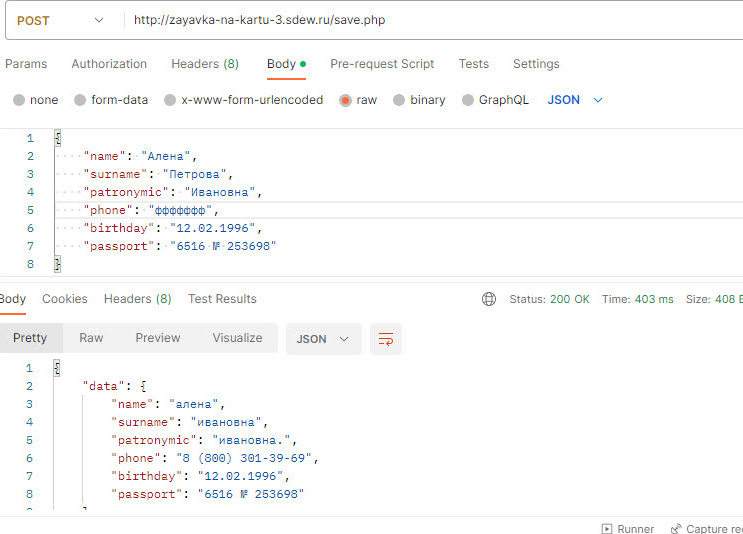 POST http://zayavka-na-kartu-3.sdew.ru/save.php
Params Authorization Headers (8) Body Pre-request Script Tests Settings
none form-data x-www-form-urlencoded raw binary GraphQL JSON
1 {
2 "name": "Алена",
3 "surname": "Петрова",
4 "patronymic": "Ивановна",
5 "phone": "ффффффф",
6 "birthday": "12.02.1996",
7 "passport": "6516 № 253698"
8 }
Body Cookies Headers (8) Test Results Status: 200 OK Time: 403 ms Size: 408
Pretty Raw Preview Visualize JSON
1 {
2 "data": {
3 "name": "алена",
4 "surname": "ивановна",
5 "patronymic": "ивановна.",
6 "phone": "8 (800) 301-39-69",
7 "birthday": "12.02.1996",
8 "passport": "6516 № 253698"
Runner Capture